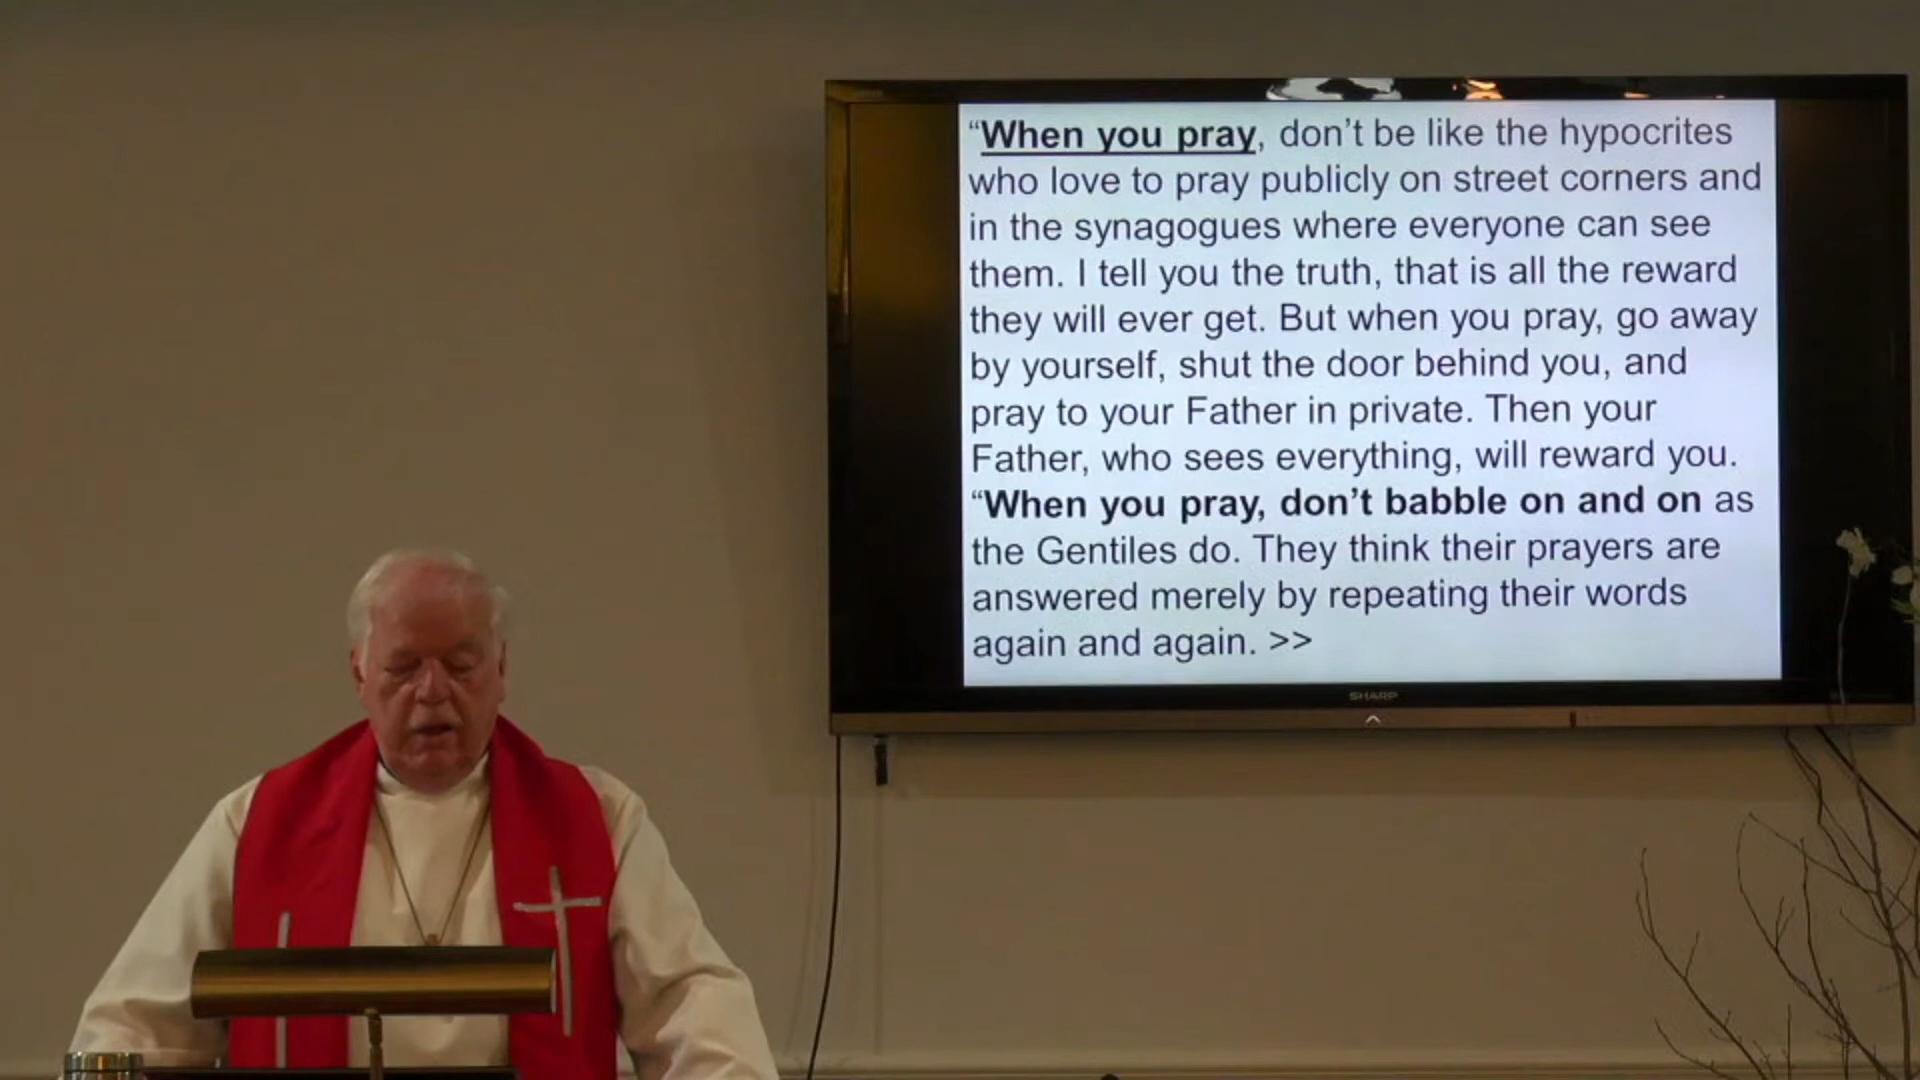 “When you pray, don’t be like the hypocrites
who love to pray publicly on street corners and
in the synagogues where everyone can see
them. I tell you the truth, that is all the reward
they will ever get. But when you pray, go away
by yourself, shut the door behind you, and
pray to your Father in private. Then your
Father, who sees everything, will reward you.
“When you pray, don’t babble on and on as
the Gentiles do. They think their prayers are
answered merely by repeating their words
again and again. >>
SHARP